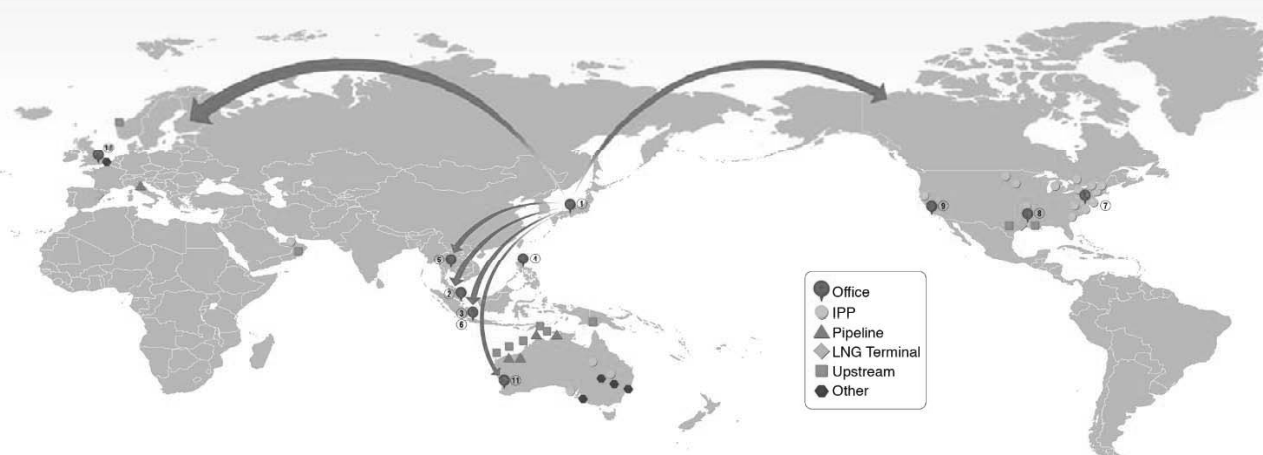 10
1
9
8
7
5
4
2
3
6
11
Office
IPP
Pipeline
LNG Terminal
Upstream
Other